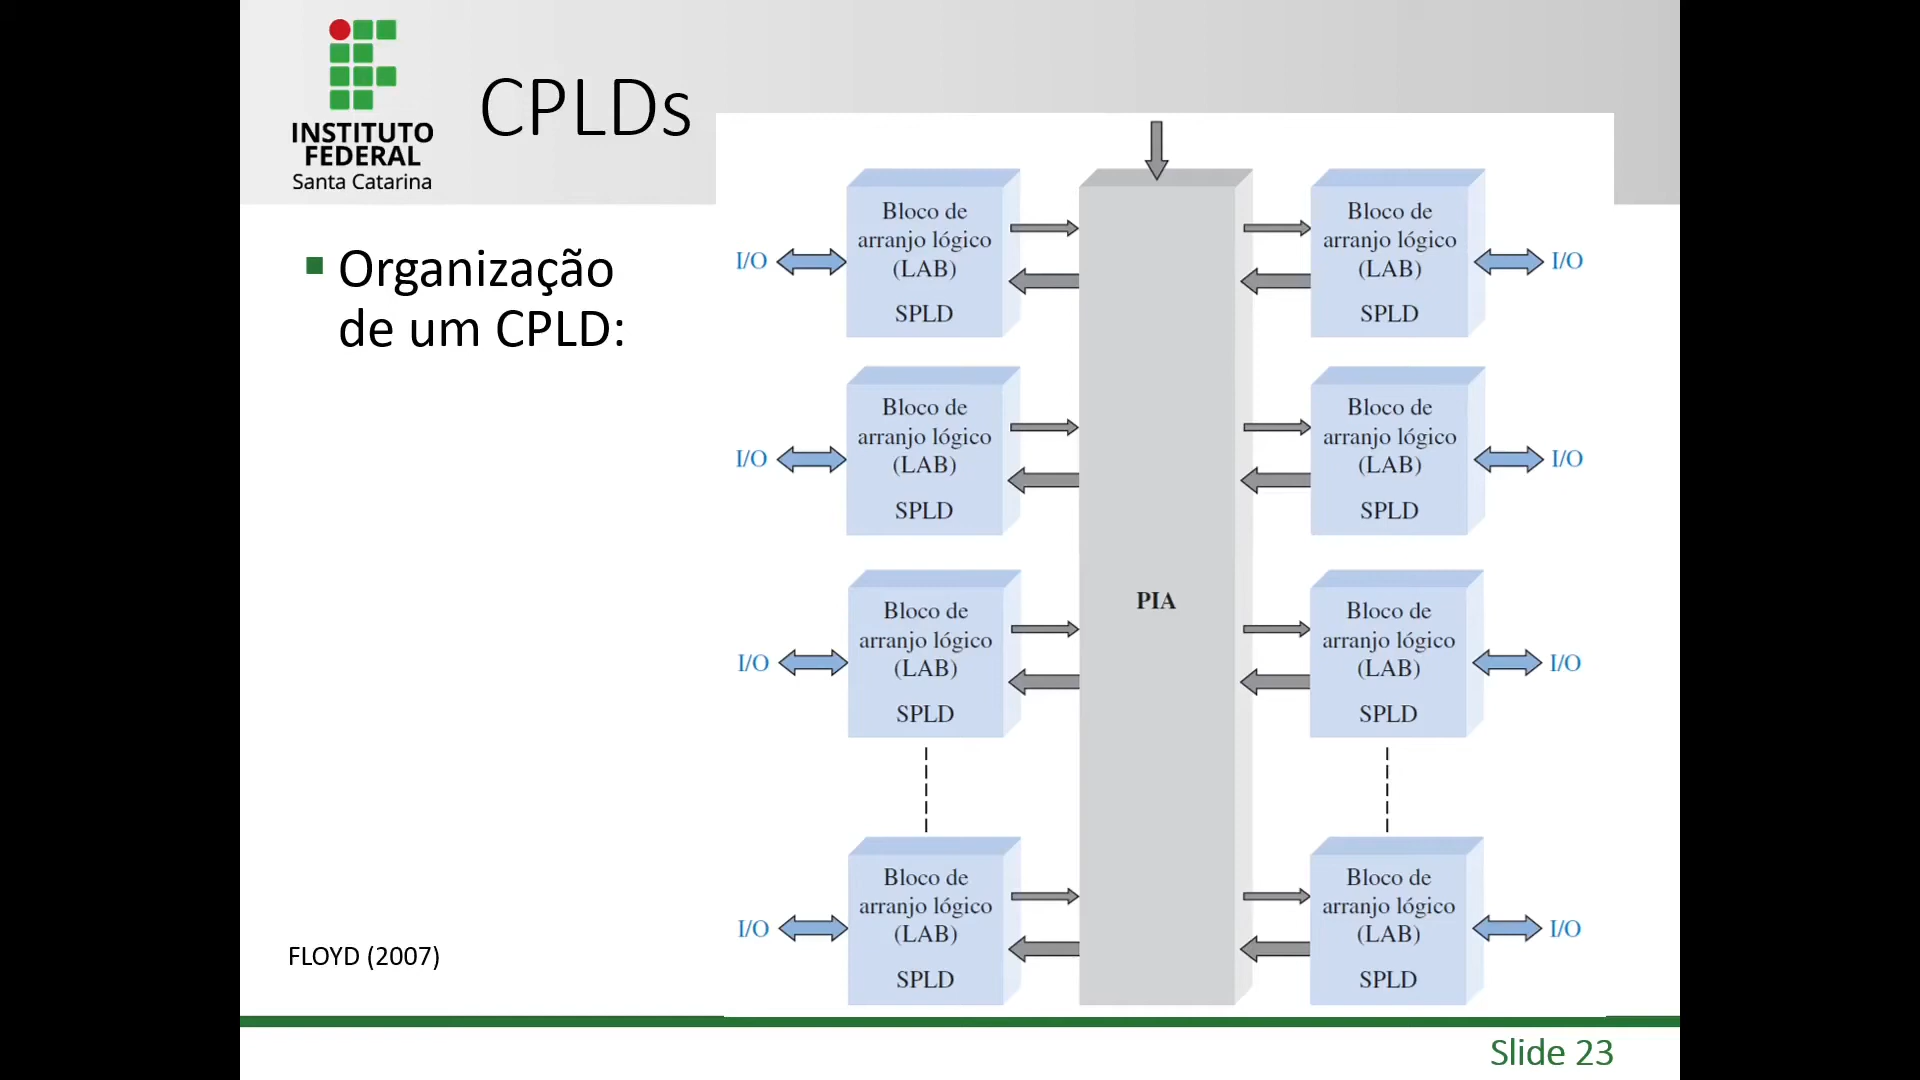 INSTITUTO
FEDERAL
Santa Catarina
CPLDs
Organização
de um CPLD:
I/O
Bloco de
arranjo lógico
(LAB)
SPLD
Bloco de
arranjo lógico
(LAB)
SPLD
I/O
I/O
Bloco de
arranjo lógico
(LAB)
SPLD
Bloco de
arranjo lógico
(LAB)
SPLD
I/O
PIA
I/O
Bloco de
arranjo lógico
(LAB)
SPLD
Bloco de
arranjo lógico
(LAB)
SPLD
I/O
I/O
Bloco de
arranjo lógico
(LAB)
SPLD
Bloco de
arranjo lógico
(LAB)
SPLD
I/O
FLOYD (2007)
Slide 23